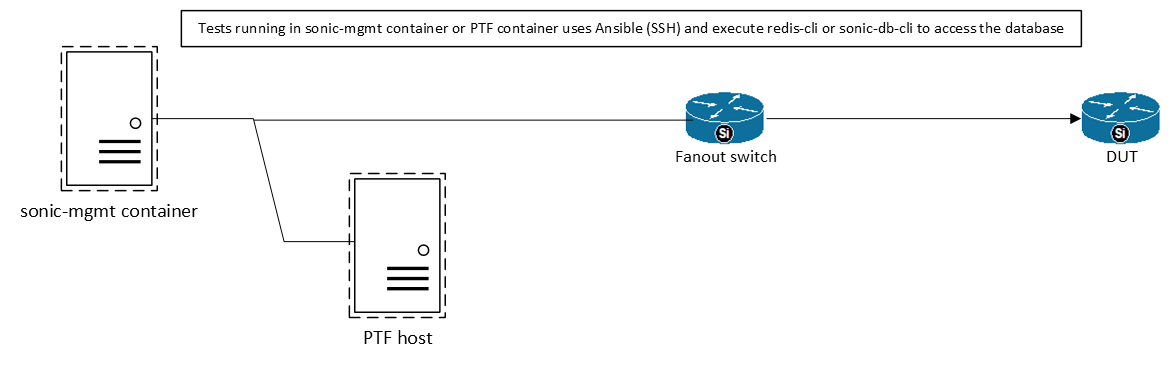 Tests running in sonic-mgmt container or PTF container uses Ansible (SSH) and execute redis-cli or sonic-db-cli to access the database
Si
Si
Fanout switch
DUT
sonic-mgmt container
PTF host